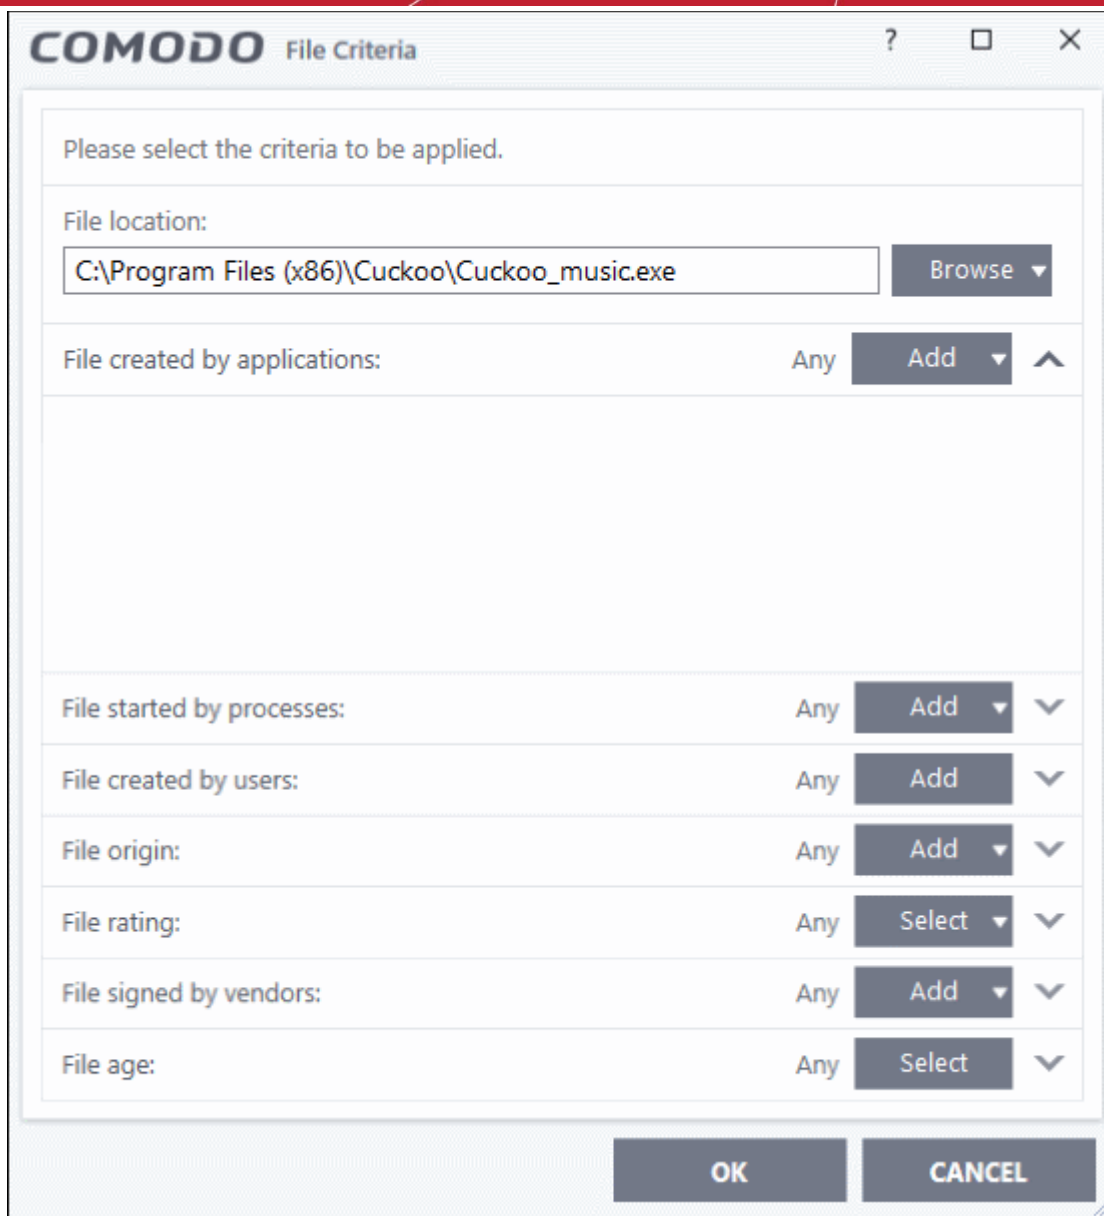 COMODO File Criteria ?
Please select the criteria to be applied.
File location:
C:\Program Files (x86)\Cuckoo\Cuckoo_music.exe Browse
File created by applications: Any Add
File started by processes: Any Add
File created by users: Any Add
File origin: Any Add
File rating: Any Select
File signed by vendors: Any Add
File age: Any Select
OK CANCEL